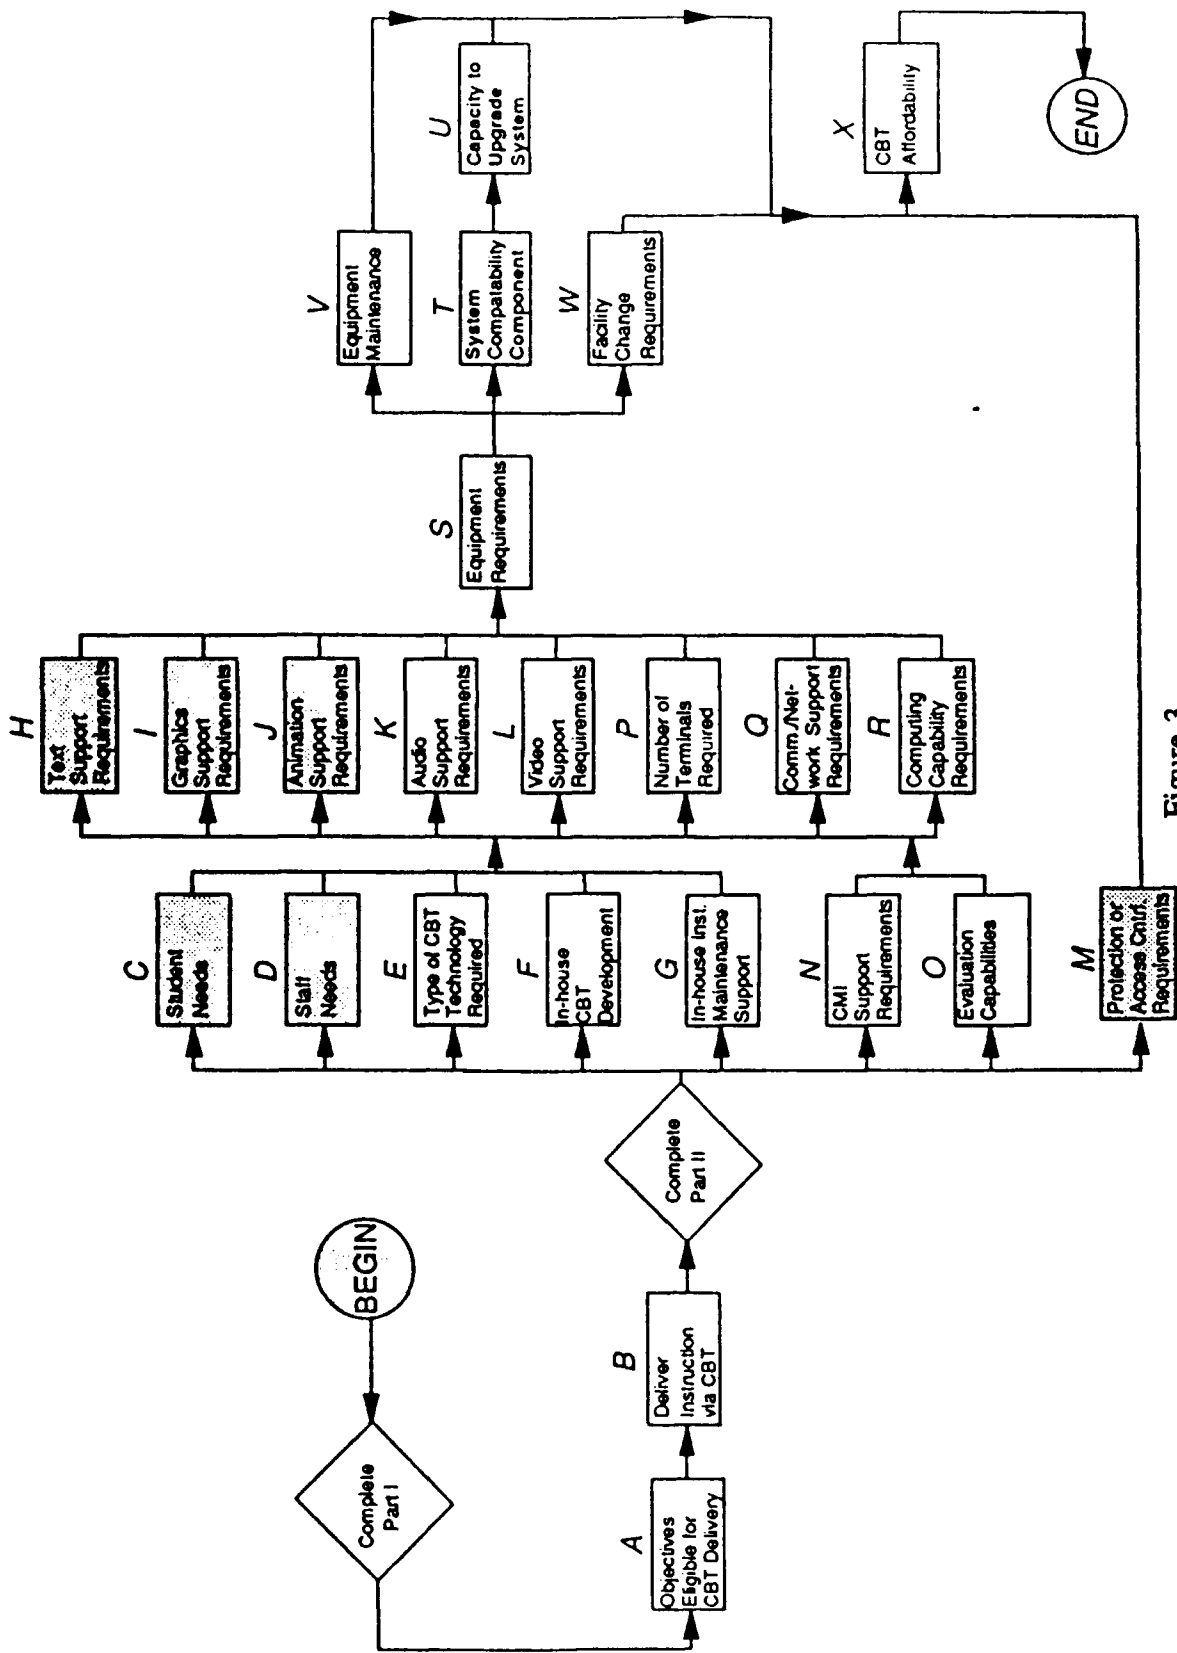 BEGIN
Complete
Part I
A
Objectives
Eligible for
CBT Delivery
B
Deliver
Instruction
via CBT
Complete
Part II
C
Student
Needs
D
Staff
Needs
E
Type of CBT
Technology
Required
F
In-house
CBT
Development
G
In-house Inst.
Maintenance
Support
N
CMI
Support
Requirements
O
Evaluation
Capabilities
M
Protection or
Access Cntrl.
Requirements
H
Text
Support
Requirements
I
Graphics
Support
Requirements
J
Animation
Support
Requirements
K
Audio
Support
Requirements
L
Video
Support
Requirements
P
Number of
Terminals
Required
Q
Comm./Net-
work Support
Requirements
R
Computing
Capability
Requirements
S
Equipment
Requirements
V
Equipment
Maintenance
T
System
Compatability
Component
U
Capacity to
Upgrade
System
W
Facility
Change
Requirements
X
CBT
Affordability
END